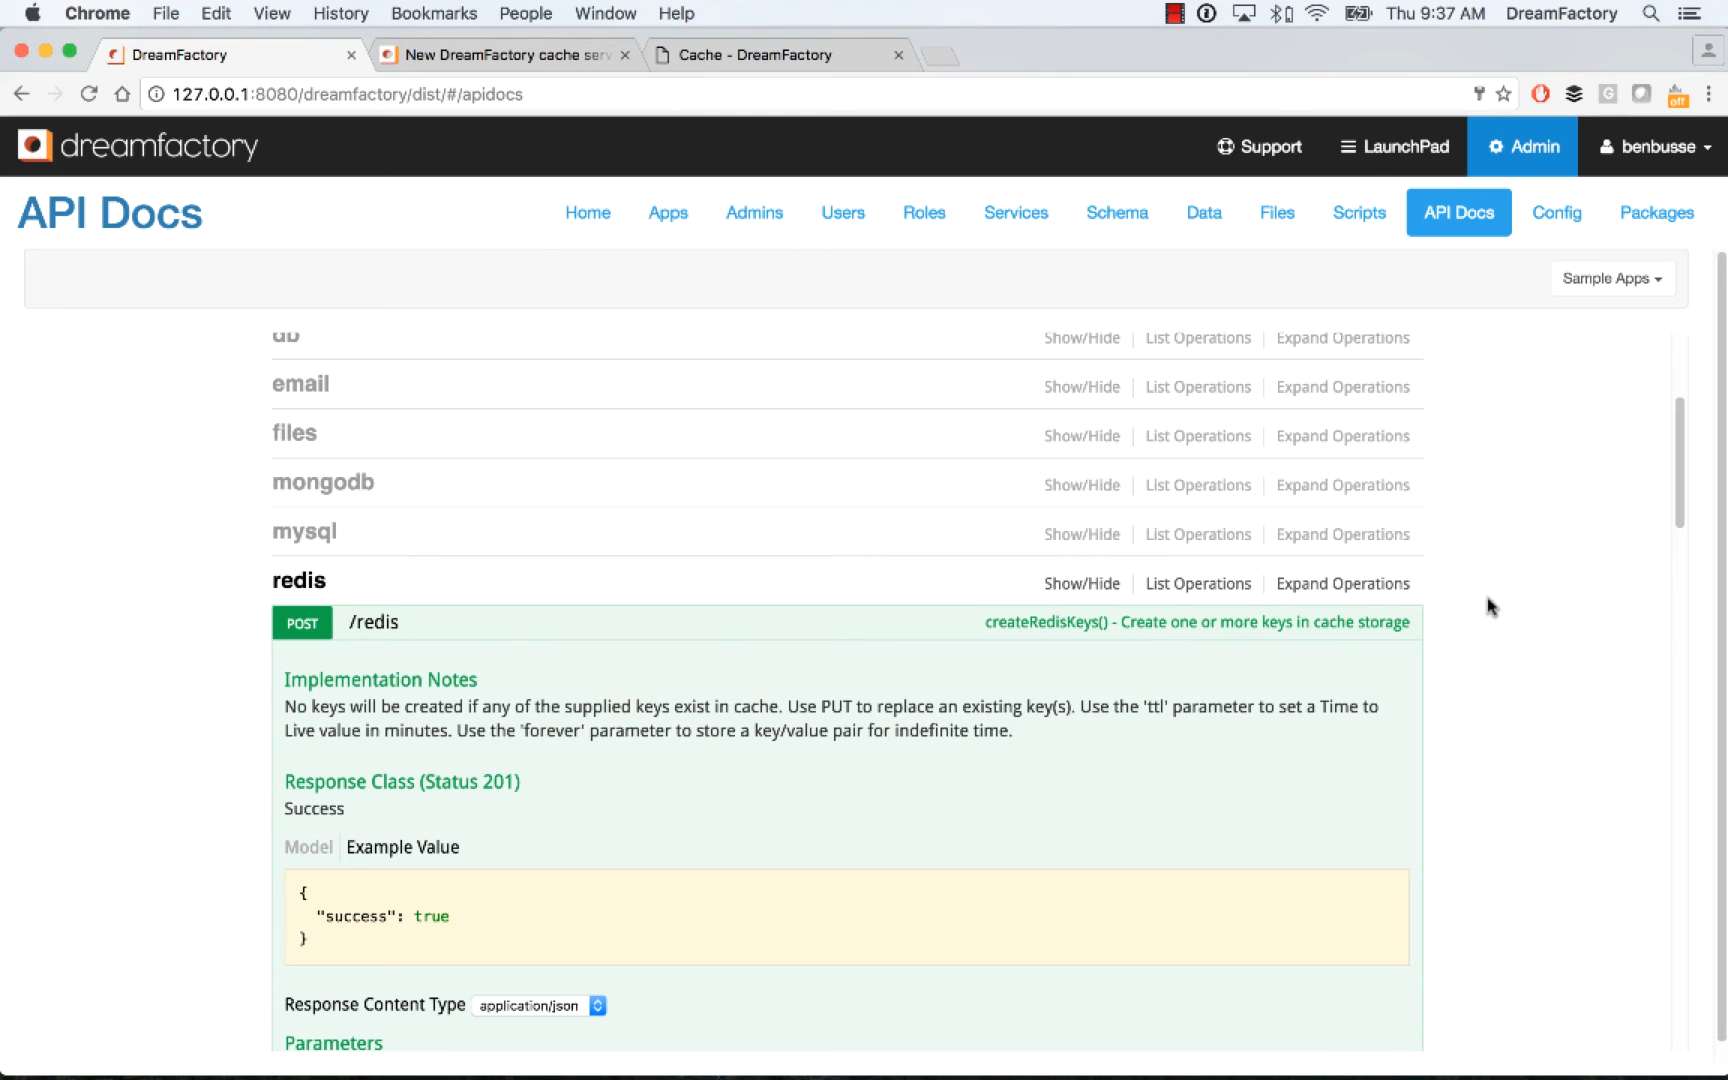 Chrome File Edit View History Bookmarks People Window Help Thu 9:37 AM DreamFactory
DreamFactory
New DreamFactory cache serv
Cache - DreamFactory
127.0.0.1:8080/dreamfactory/dist/#/apidocs
off
dreamfactory Support LaunchPad Admin benbusse
API Docs Home Apps Admins Users Roles Services Schema Data Files Scripts API Docs Config Packages
Sample Apps
db Show/Hide List Operations Expand Operations
email Show/Hide List Operations Expand Operations
files Show/Hide List Operations Expand Operations
mongodb Show/Hide List Operations Expand Operations
mysql Show/Hide List Operations Expand Operations
redis Show/Hide List Operations Expand Operations
POST /redis createRedisKeys() - Create one or more keys in cache storage
Implementation Notes
No keys will be created if any of the supplied keys exist in cache. Use PUT to replace an existing key(s). Use the 'ttl' parameter to set a Time to
Live value in minutes. Use the 'forever' parameter to store a key/value pair for indefinite time.
Response Class (Status 201)
Success
Model Example Value
{
"success": true
}
Response Content Type application/json
Parameters